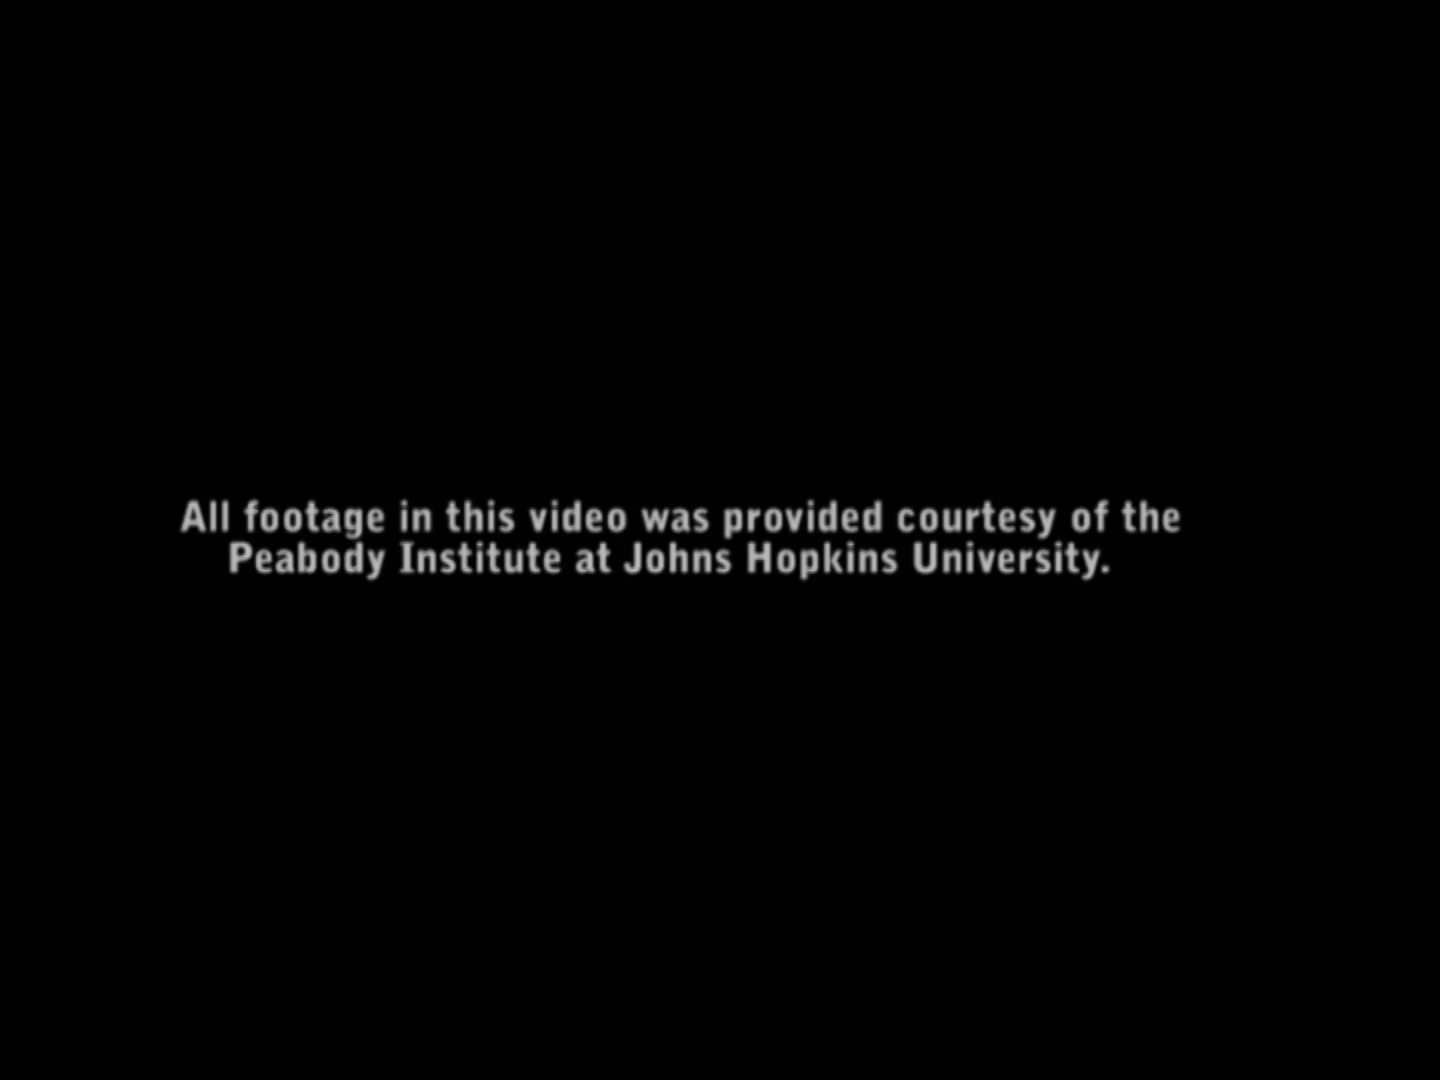 All footage in this video was provided courtesy of the
Peabody Institute at Johns Hopkins University.